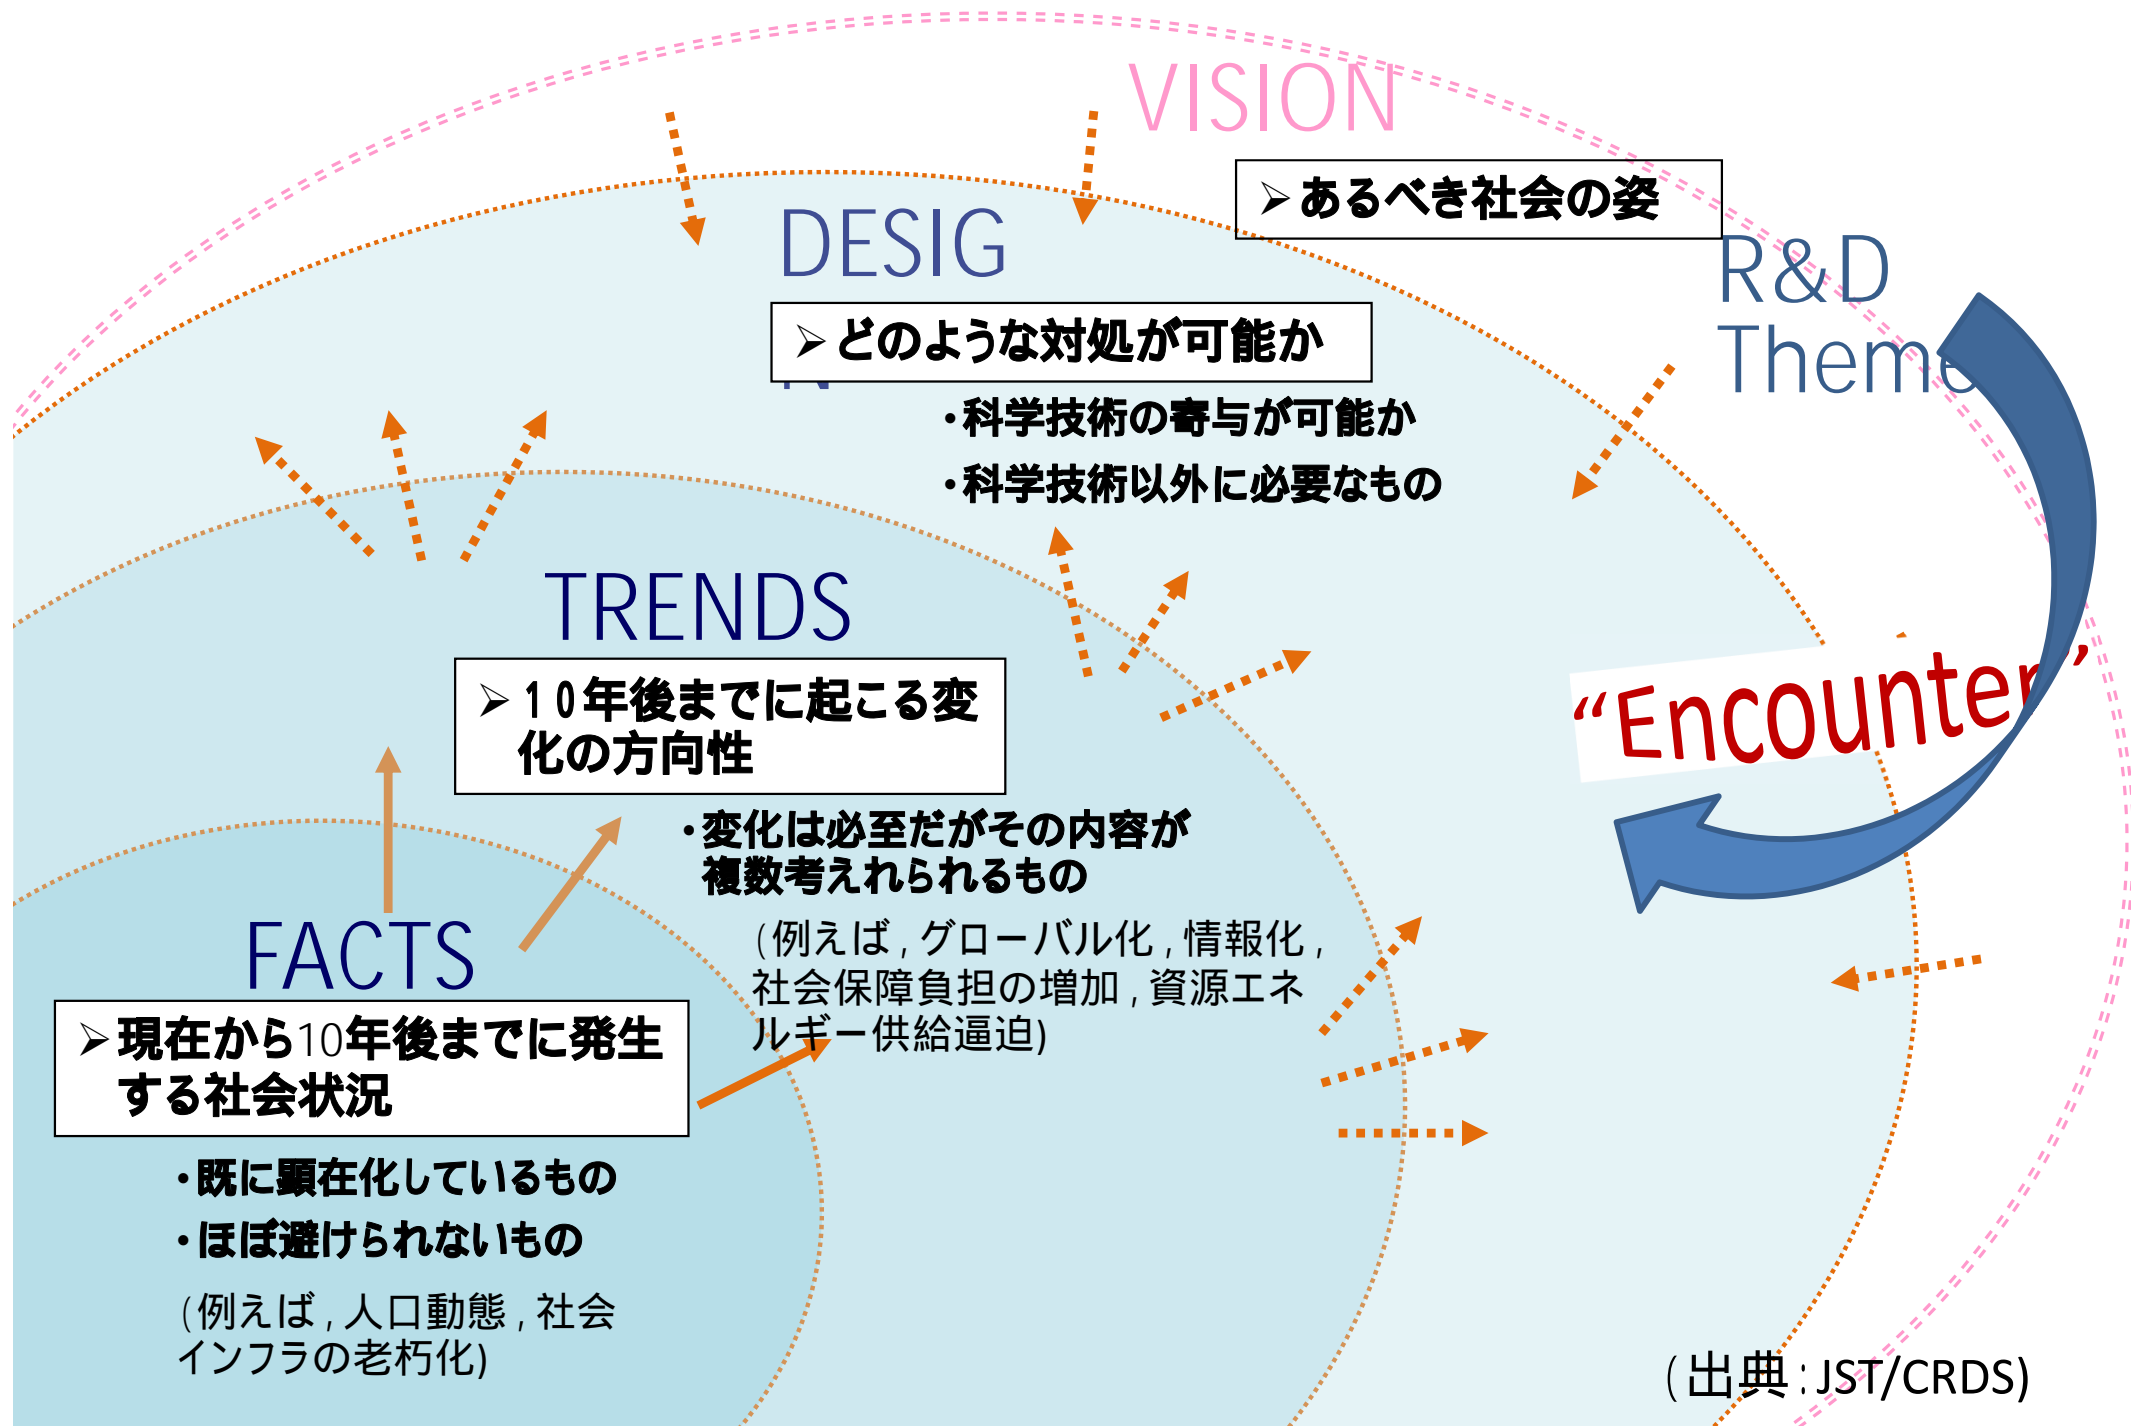 VISION
➢あるべき社会の姿
DESIG
N
➢どのような対処が可能か
・科学技術の寄与が可能か
・科学技術以外に必要なもの
R&D
Theme
“Encounter”
TRENDS
➢10年後までに起こる変
化の方向性
・変化は必至だがその内容が
複数考えれられるもの
(例えば,グローバル化,情報化,
社会保障負担の増加,資源エネ
ルギー供給逼迫)
FACTS
➢現在から10年後までに発生
する社会状況
・既に顕在化しているもの
・ほぼ避けられないもの
(例えば,人口動態,社会
インフラの老朽化)
(出典:JST/CRDS)